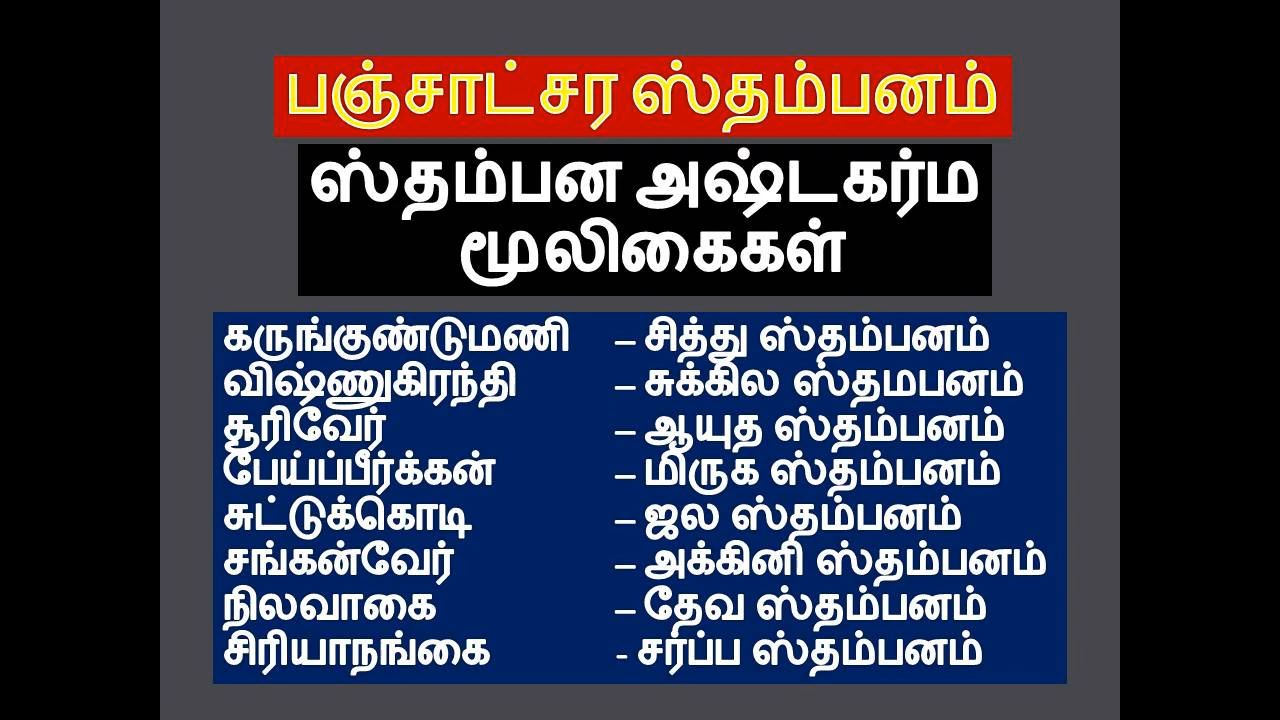 பஞ்சாட்சர ஸ்தம்பனம்
ஸ்தம்பன அஷ்டகர்ம
மூலிகைகள்
கருங்குண்டுமணி – சித்து ஸ்தம்பனம்
விஷ்ணுகிரந்தி – சுக்கில ஸ்தமபனம்
சூரிவேர் – ஆயுத ஸ்தம்பனம்
பேய்ப்பீர்க்கன் – மிருக ஸ்தம்பனம்
சுட்டுக்கொடி – ஜல ஸ்தம்பனம்
சங்கன்வேர் – அக்கினி ஸ்தம்பனம்
நிலவாகை – தேவ ஸ்தம்பனம்
சிரியாநங்கை - சர்ப்ப ஸ்தம்பனம்